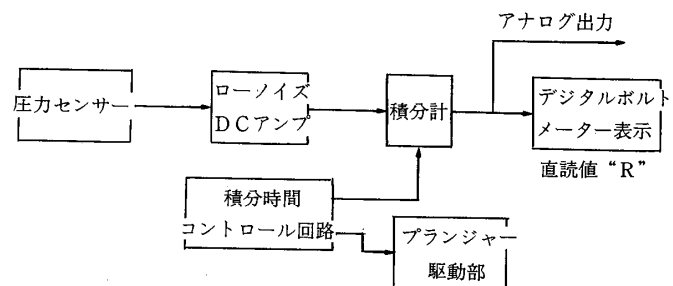 アナログ出力
圧力センサー
ローノイズ
DCアンプ
積分計
デジタルボルト
メーター表示
直読値“R”
積分時間
コントロール回路
プランジャー
駆動部